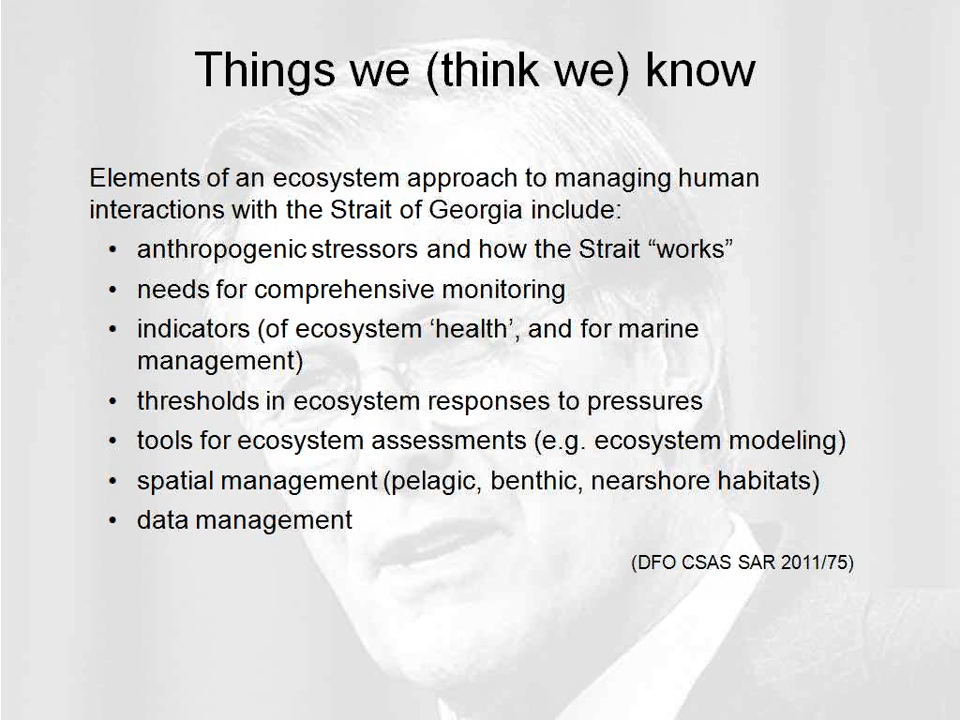 Things we (think we) know
Elements of an ecosystem approach to managing human
interactions with the Strait of Georgia include:
• anthropogenic stressors and how the Strait “works”
• needs for comprehensive monitoring
• indicators (of ecosystem ‘health’, and for marine
management)
• thresholds in ecosystem responses to pressures
• tools for ecosystem assessments (e.g. ecosystem modeling)
• spatial management (pelagic, benthic, nearshore habitats)
• data management
(DFO CSAS SAR 2011/75)